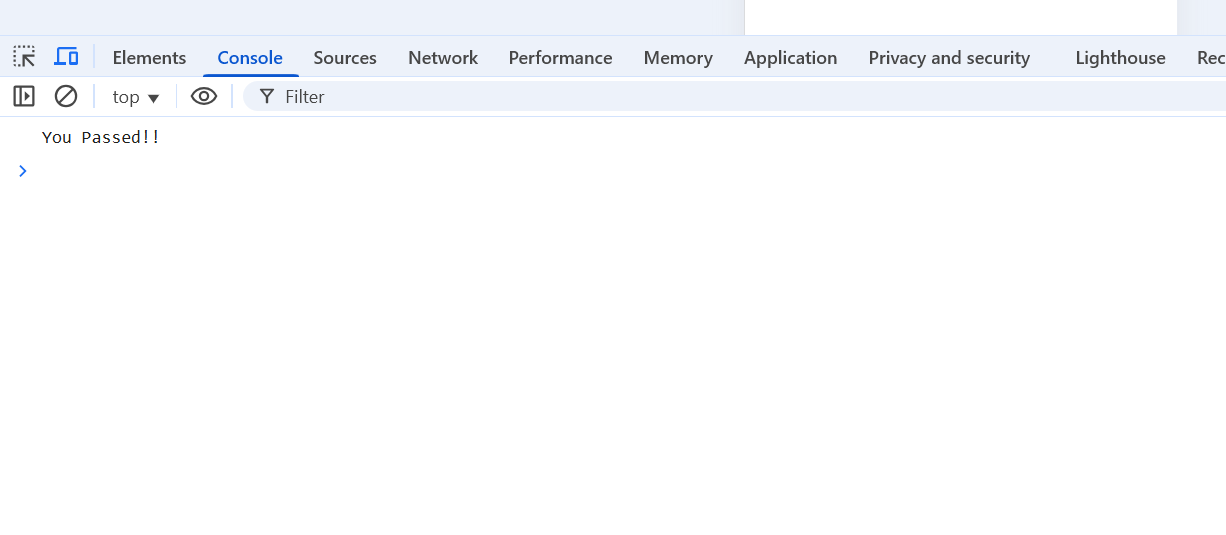 Elements Console Sources Network Performance Memory Application Privacy and security Lighthouse Rec
top Filter
You Passed!!